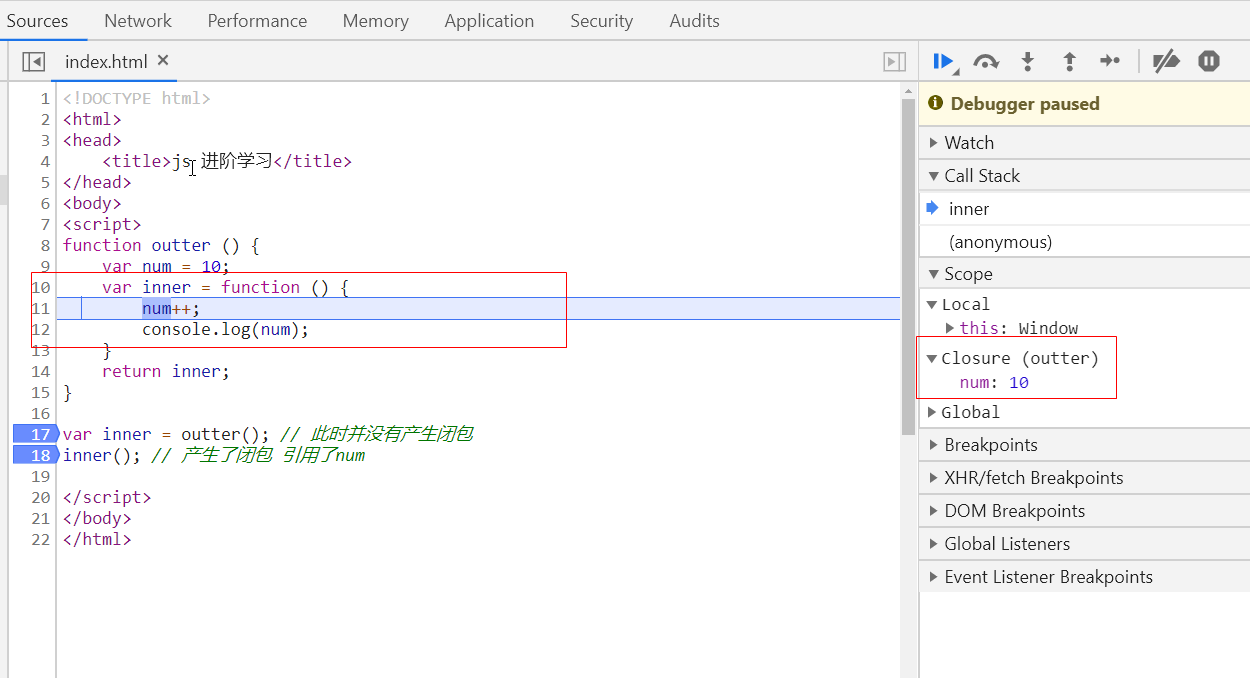 Sources Network Performance Memory Application Security Audits
index.html ×
1 <!DOCTYPE html>
2 <html>
3 <head>
4     <title>js 进阶学习</title>
5 </head>
6 <body>
7 <script>
8 function outter () {
9     var num = 10;
10     var inner = function () {
11         num++;
12         console.log(num);
13     }
14     return inner;
15 }
16
17 var inner = outter(); // 此时并没有产生闭包
18 inner(); // 产生了闭包 引用了num
19
20 </script>
21 </body>
22 </html>
Debugger paused
Watch
Call Stack
inner
(anonymous)
Scope
Local
this: Window
Closure (outter)
num: 10
Global
Breakpoints
XHR/fetch Breakpoints
DOM Breakpoints
Global Listeners
Event Listener Breakpoints